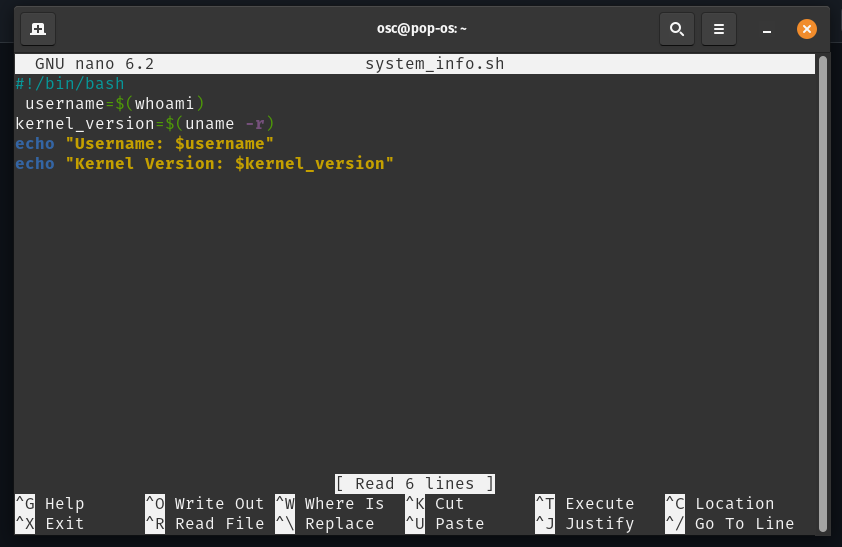 osc@pop-os: ~
GNU nano 6.2 system_info.sh
#!/bin/bash
 username=$(whoami)
kernel_version=$(uname -r)
echo "Username: $username"
echo "Kernel Version: $kernel_version"
[ Read 6 lines ]
^G Help ^O Write Out ^W Where Is ^K Cut ^T Execute ^C Location
^X Exit ^R Read File ^\ Replace ^U Paste ^J Justify ^/ Go To Line